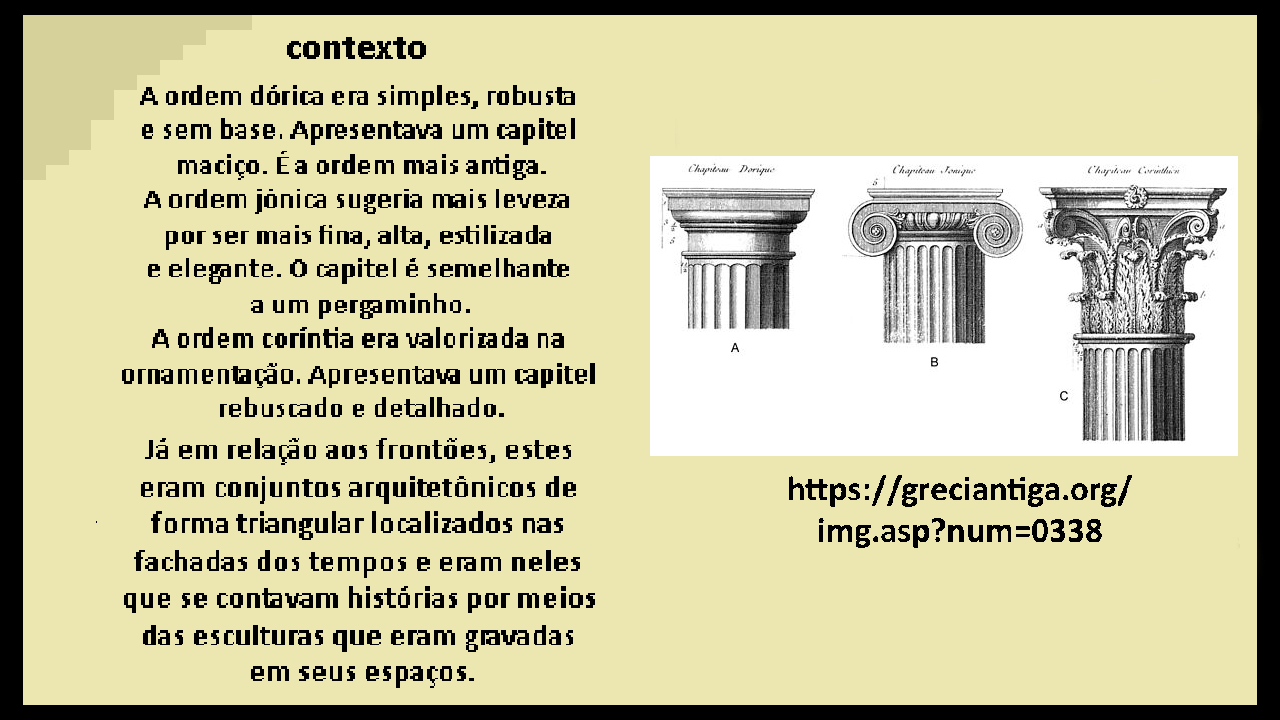 contexto
A ordem dórica era simples, robusta
e sem base. Apresentava um capitel
maciço. É a ordem mais antiga.
A ordem jônica sugeria mais leveza
por ser mais fina, alta, estilizada
e elegante. O capitel é semelhante
a um pergaminho.
A ordem coríntia era valorizada na
ornamentação. Apresentava um capitel
rebuscado e detalhado.
Já em relação aos frontões, estes
eram conjuntos arquitetônicos de
forma triangular localizados nas
fachadas dos tempos e eram neles
que se contavam histórias por meios
das esculturas que eram gravadas
em seus espaços.
Chapiteau Dorique
Chapiteau Jonique
Chapiteau Corinthien
A
B
C
https://greciantiga.org/
img.asp?num=0338